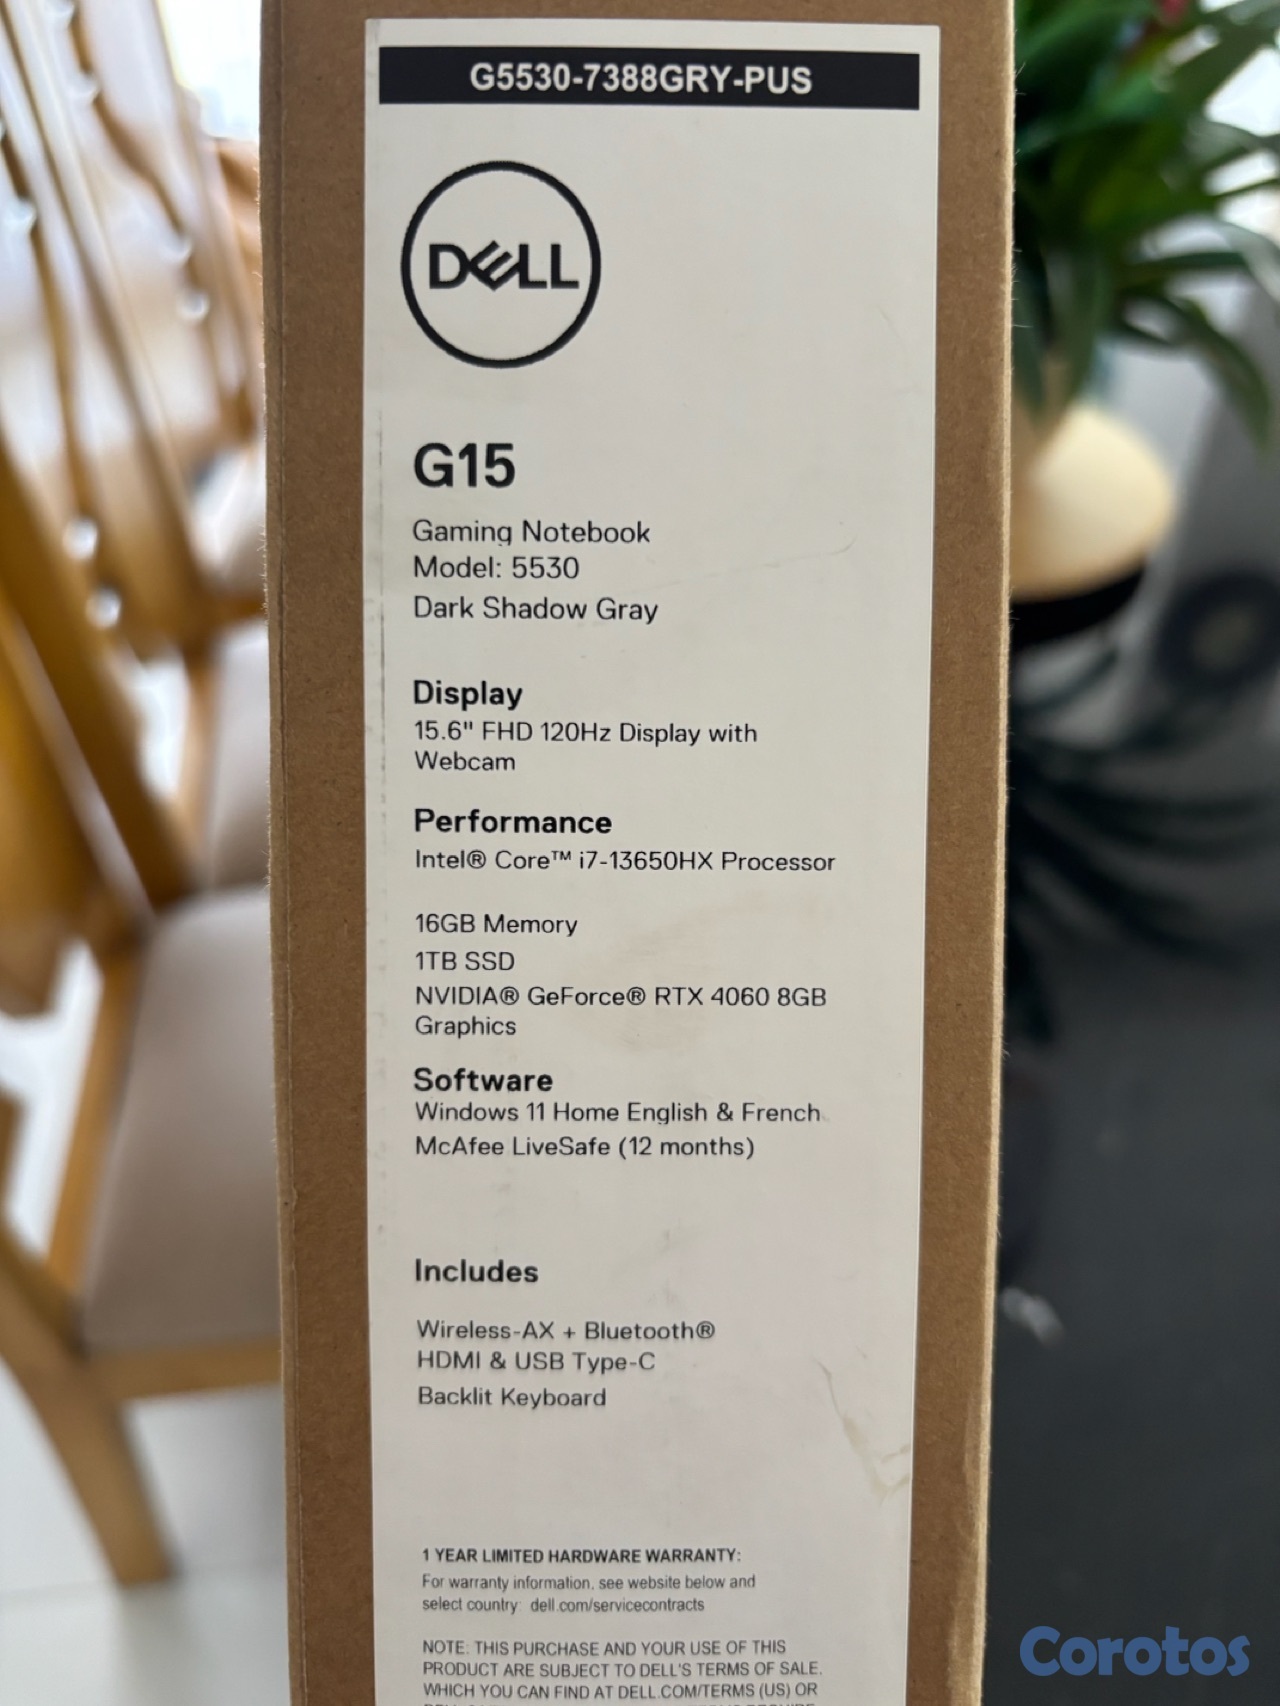 G5530-7388GRY-PUS
DELL
G15
Gaming Notebook
Model: 5530
Dark Shadow Gray
Display
15.6" FHD 120Hz Display with
Webcam
Performance
Intel® Core™ i7-13650HX Processor
16GB Memory
1TB SSD
NVIDIA® GeForce® RTX 4060 8GB
Graphics
Software
Windows 11 Home English & French
McAfee LiveSafe (12 months)
Includes
Wireless-AX + Bluetooth®
HDMI & USB Type-C
Backlit Keyboard
1 YEAR LIMITED HARDWARE WARRANTY:
For warranty information, see website below and
select country: dell.com/servicecontracts
NOTE: THIS PURCHASE AND YOUR USE OF THIS
PRODUCT ARE SUBJECT TO DELL'S TERMS OF SALE.
WHICH YOU CAN FIND AT DELL.COM/TERMS (US) OR
Corotos